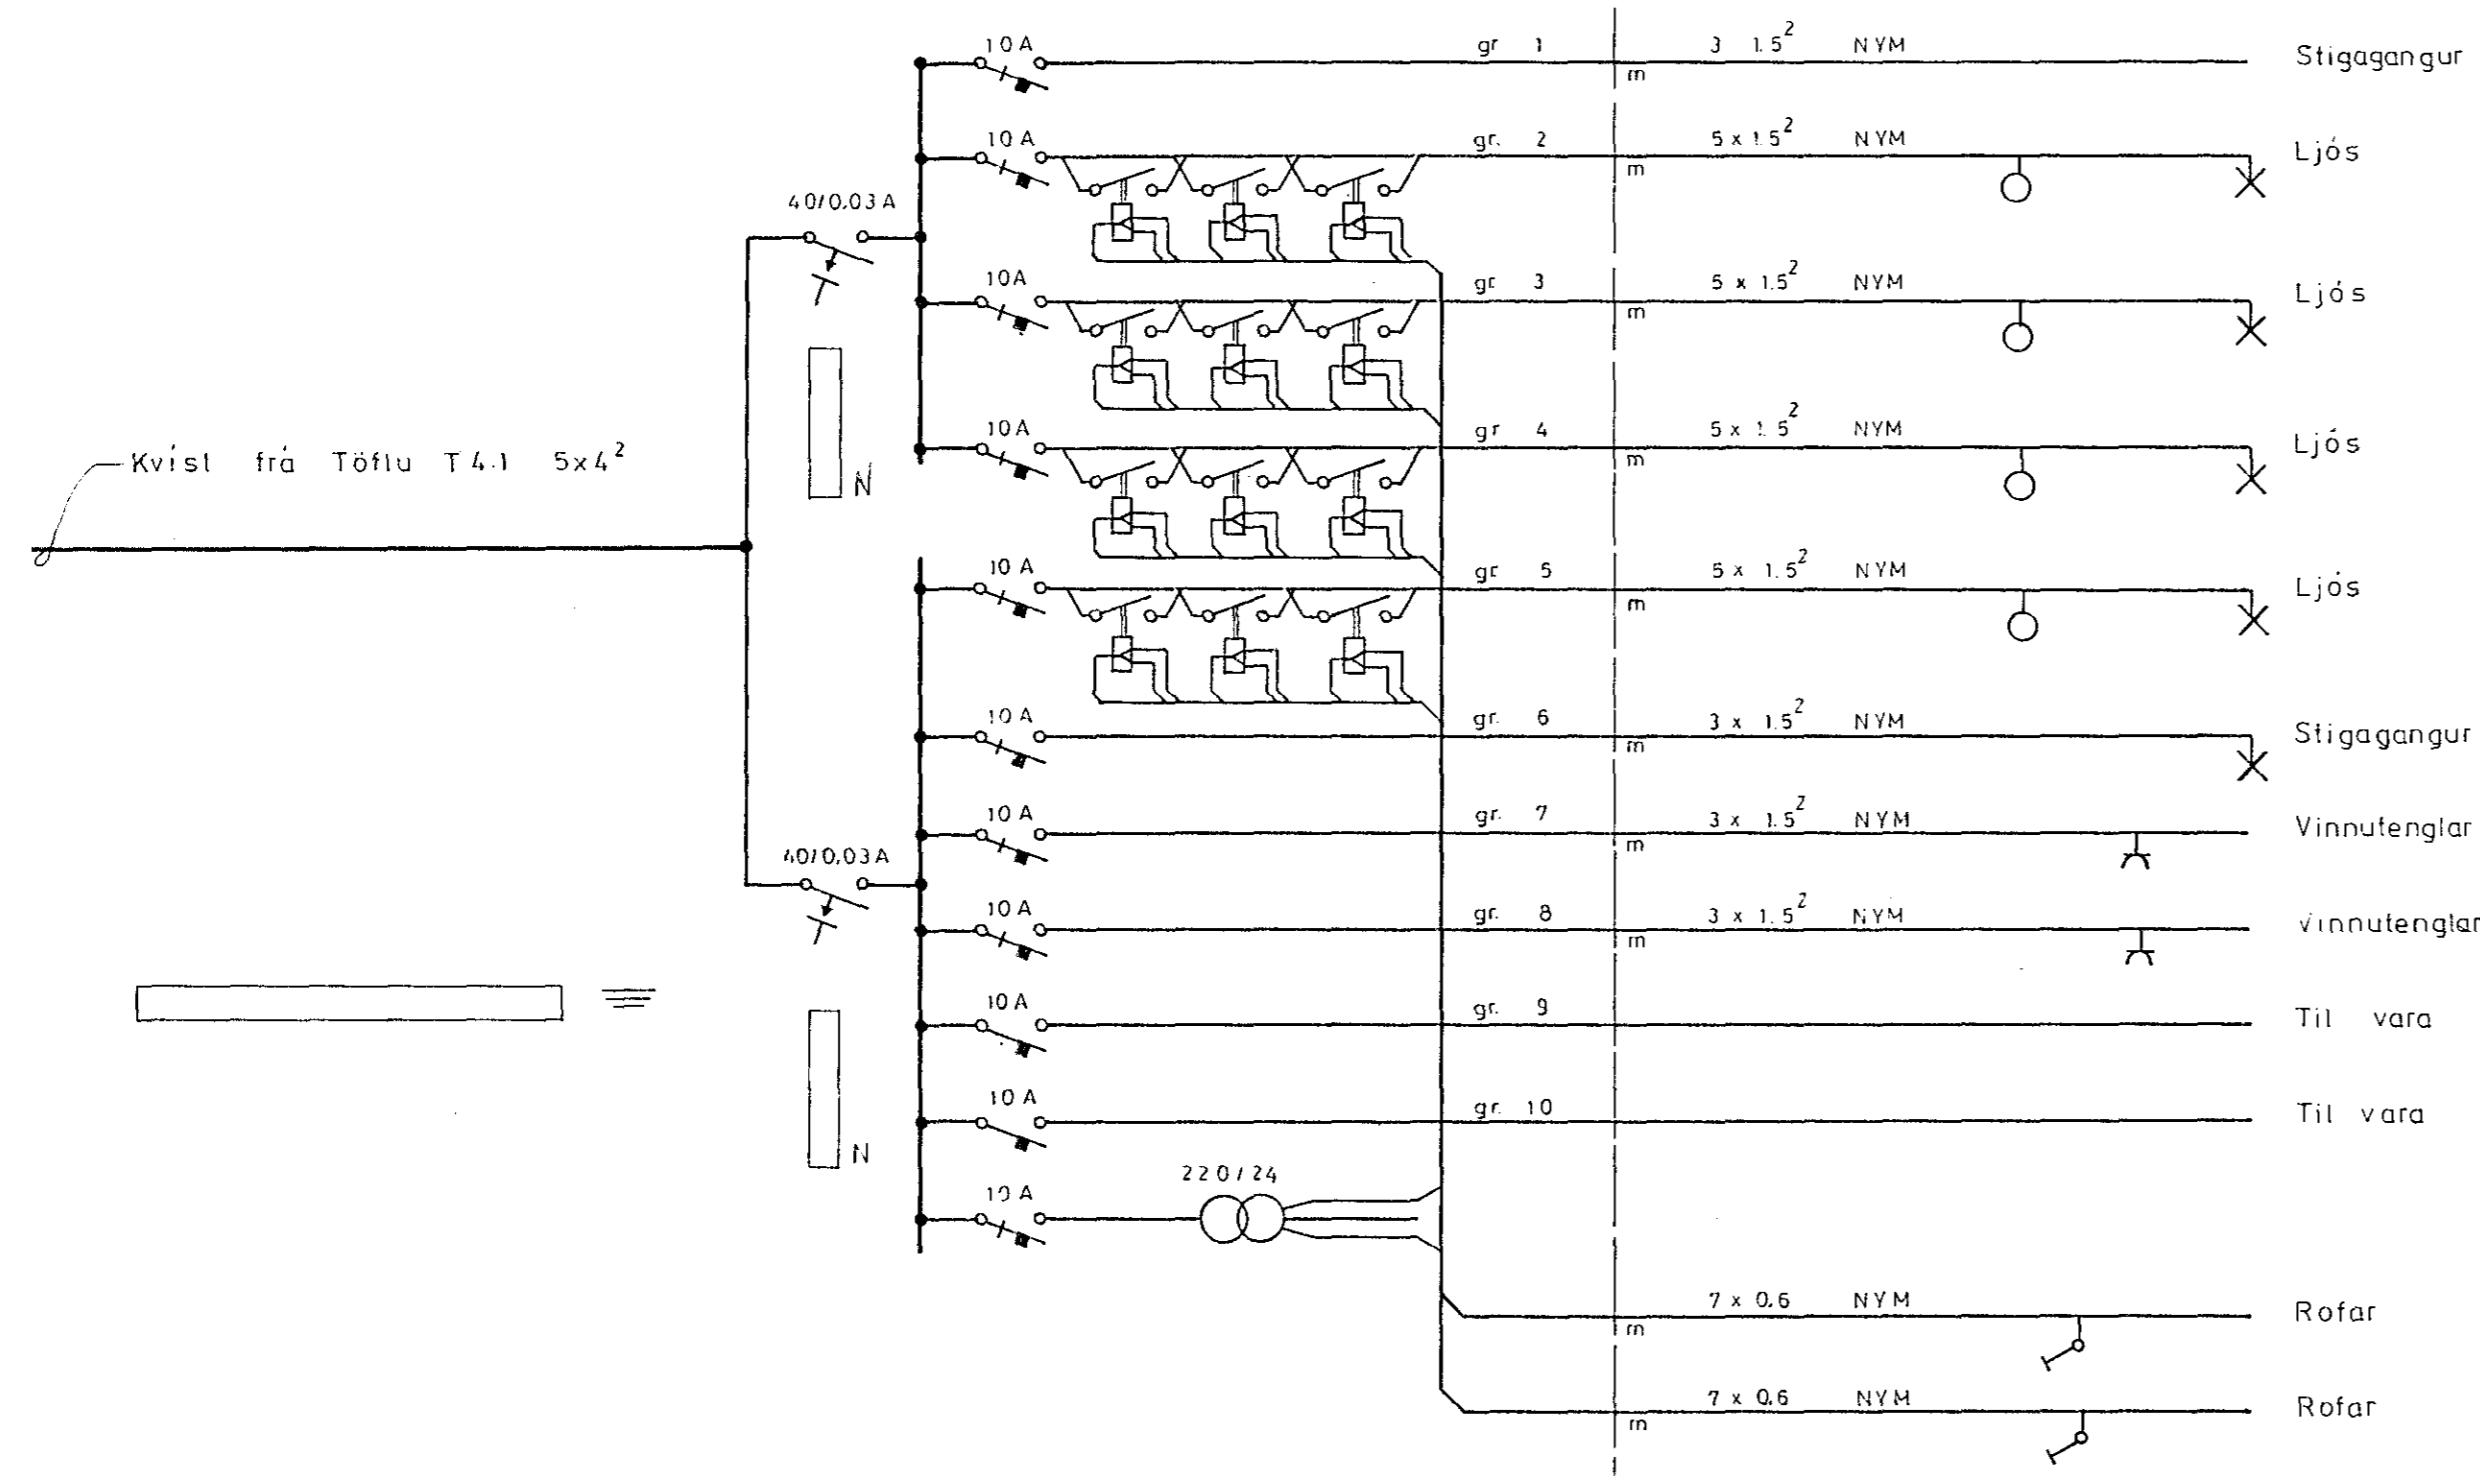 10 A gr 1 3 1.5² NYM Stigagangur
m
10 A gr. 2 5 x 1.5² NYM Ljós
m
40/0.03 A
10A gr 3 5 x 1.5² NYM Ljós
m
10 A gr 4 5 x 1.5² NYM Ljós
m
Kvísl frá Töflu T 4.1 5x4²
N
10 A gr 5 5 x 1.5² NYM Ljós
m
10 A gr. 6 3 x 1.5² NYM Stigagangur
m
10 A gr. 7 3 x 1.5² NYM Vinnutenglar
m
40/0,03 A
10 A gr. 8 3 x 1.5² NYM Vinnutenglar
m
10 A gr. 9 Til vara
10 A gr. 10 Til vara
N
220/24
10 A
7 x 0.6 NYM Rofar
m
7 x 0.6 NYM Rofar
m